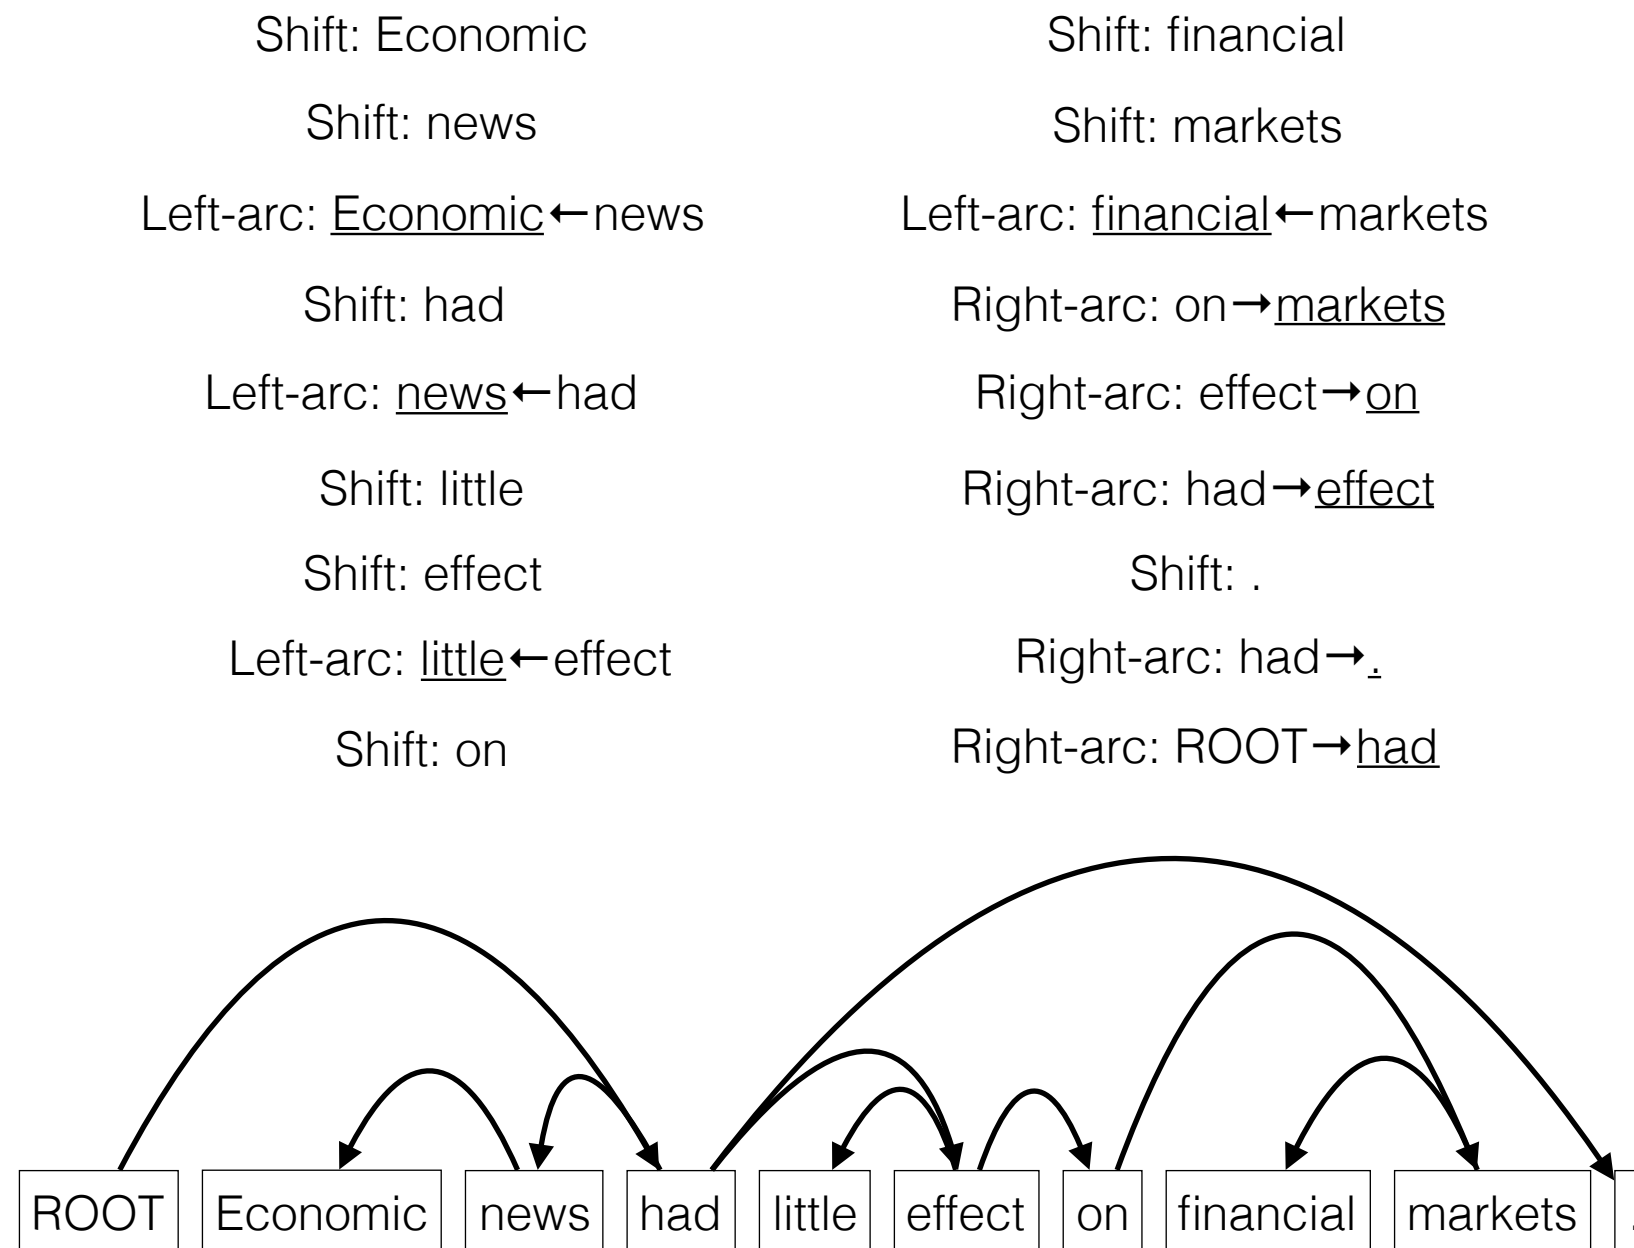 Shift: Economic
Shift: news
Left-arc: Economic←news
Shift: had
Left-arc: news←had
Shift: little
Shift: effect
Left-arc: little←effect
Shift: on
Shift: financial
Shift: markets
Left-arc: financial←markets
Right-arc: on→markets
Right-arc: effect→on
Right-arc: had→effect
Shift: .
Right-arc: had→.
Right-arc: ROOT→had
ROOT Economic news had little effect on financial markets .